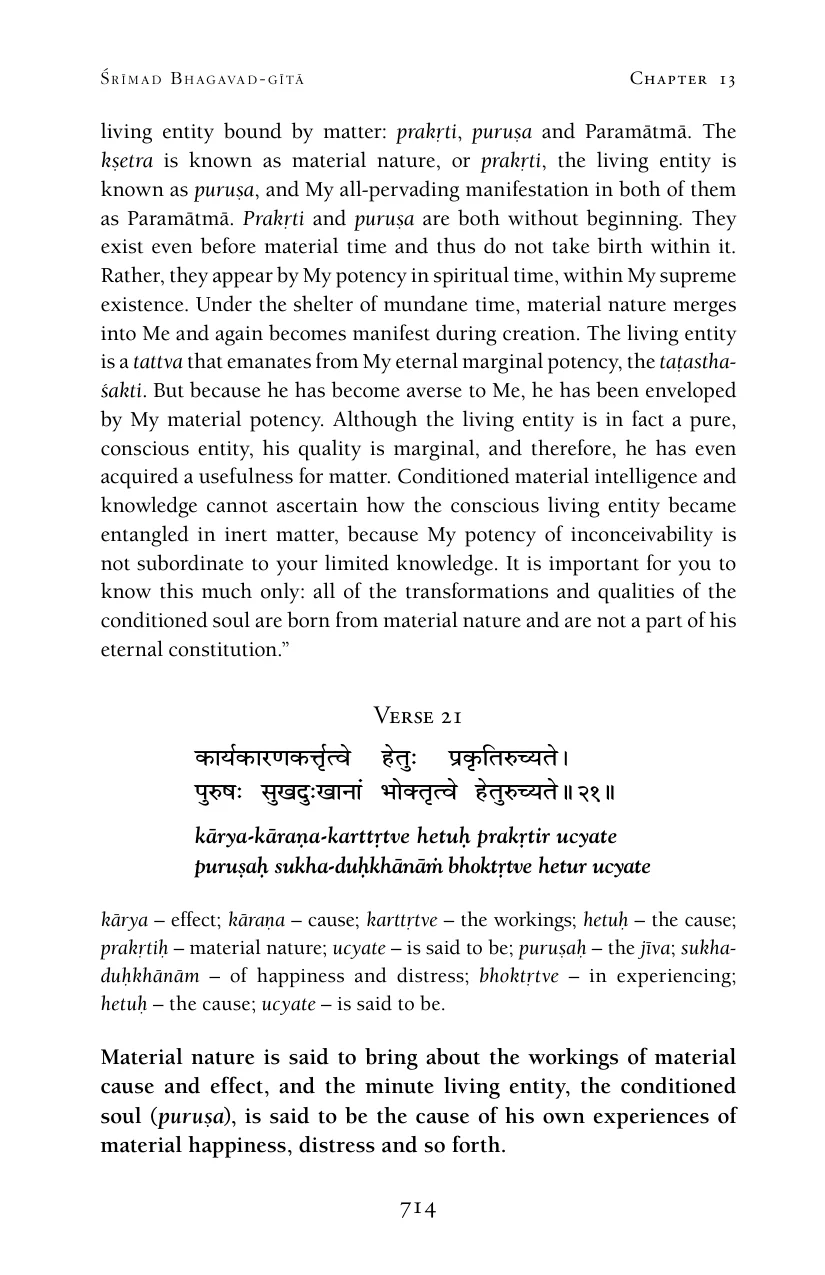 Śrīmad Bhagavad-gītā Chapter 13
living entity bound by matter: prakṛti, puruṣa and Paramātmā. The
kṣetra is known as material nature, or prakṛti, the living entity is
known as puruṣa, and My all-pervading manifestation in both of them
as Paramātmā. Prakṛti and puruṣa are both without beginning. They
exist even before material time and thus do not take birth within it.
Rather, they appear by My potency in spiritual time, within My supreme
existence. Under the shelter of mundane time, material nature merges
into Me and again becomes manifest during creation. The living entity
is a tattva that emanates from My eternal marginal potency, the taṭastha-
śakti. But because he has become averse to Me, he has been enveloped
by My material potency. Although the living entity is in fact a pure,
conscious entity, his quality is marginal, and therefore, he has even
acquired a usefulness for matter. Conditioned material intelligence and
knowledge cannot ascertain how the conscious living entity became
entangled in inert matter, because My potency of inconceivability is
not subordinate to your limited knowledge. It is important for you to
know this much only: all of the transformations and qualities of the
conditioned soul are born from material nature and are not a part of his
eternal constitution.”
Verse 21
कार्यकारणकर्त्तृत्वे हेतुः प्रकृतिरुच्यते।
पुरुषः सुखदुःखानां भोक्तृत्वे हेतुरुच्यते॥२१॥
kārya-kāraṇa-karttṛtve hetuḥ prakṛtir ucyate
puruṣaḥ sukha-duḥkhānāṁ bhoktṛtve hetur ucyate
kārya – effect; kāraṇa – cause; karttṛtve – the workings; hetuḥ – the cause;
prakṛtiḥ – material nature; ucyate – is said to be; puruṣaḥ – the jīva; sukha-
duḥkhānām – of happiness and distress; bhoktṛtve – in experiencing;
hetuḥ – the cause; ucyate – is said to be.
Material nature is said to bring about the workings of material
cause and effect, and the minute living entity, the conditioned
soul (puruṣa), is said to be the cause of his own experiences of
material happiness, distress and so forth.
714